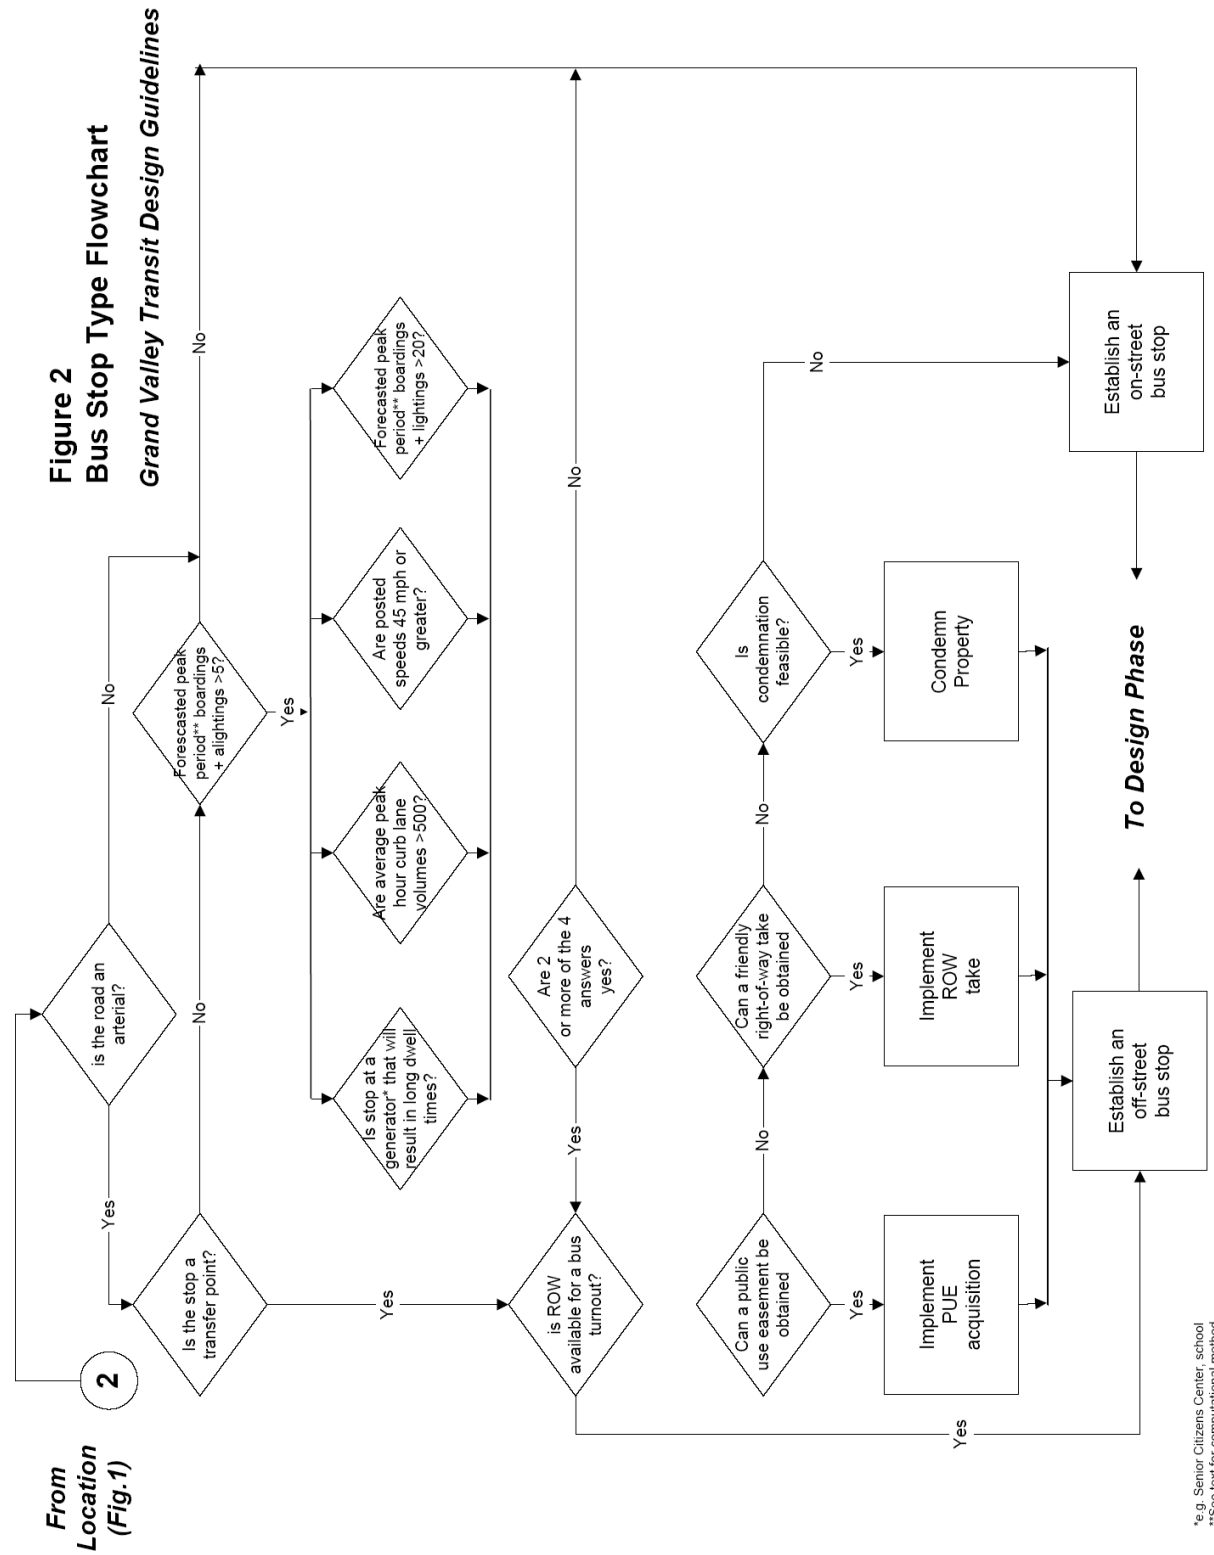 Figure 2
Bus Stop Type Flowchart
Grand Valley Transit Design Guidelines
From
Location
(Fig.1)
2
is the road an
arterial?
Yes
No
Is the stop a
transfer point?
No
Forescasted peak
period** boardings
+ alightings >5?
No
Yes
Yes
Is stop at a
generator* that will
result in long dwell
times?
Are average peak
hour curb lane
volumes >500?
Are posted
speeds 45 mph or
greater?
Forecasted peak
period** boardings
+ lightings >20?
is ROW
available for a bus
turnout?
Yes
Are 2
or more of the 4
answers
yes?
No
Can a public
use easement be
obtained
No
Can a friendly
right-of-way take
be obtained
No
Is
condemnation
feasible?
No
Yes
Yes
Yes
Implement
PUE
acquisition
Implement
ROW
take
Condemn
Property
Yes
Establish an
off-street
bus stop
To Design Phase
Establish an
on-street
bus stop
*e.g. Senior Citizens Center, school
**See text for computational method